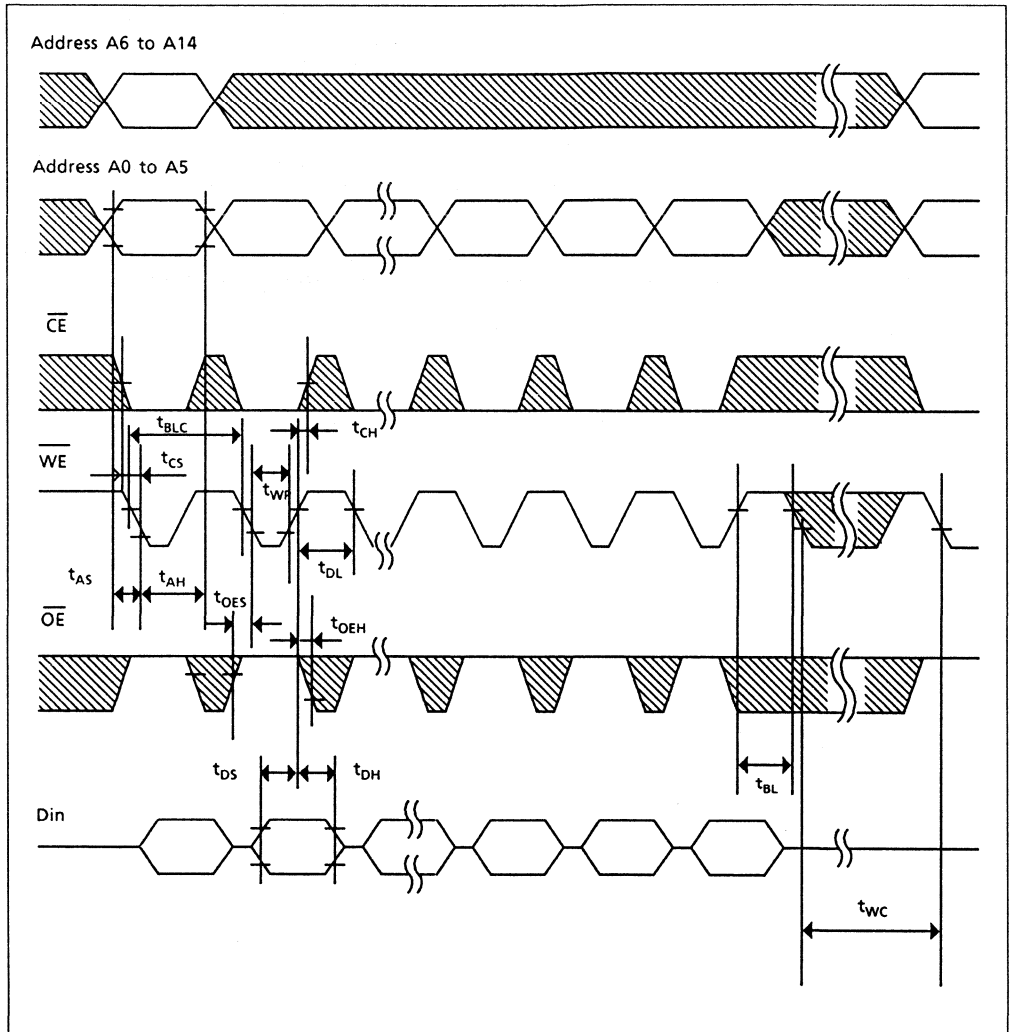 Address A6 to A14
Address A0 to A5
CE
tBLC
tCH
WE
tCS
tWP
tDL
tAS
tAH
tOES
OE
tOEH
tDS
tDH
tBL
Din
tWC